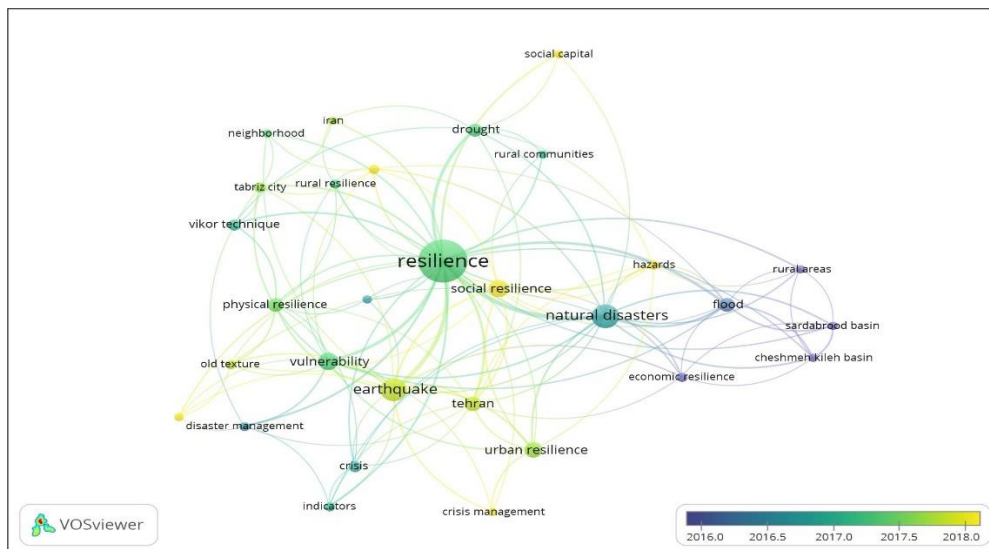 social capital
iran
drought
neighborhood
rural communities
tabriz city
rural resilience
vikor technique
resilience
hazards
rural areas
social resilience
physical resilience
flood
natural disasters
sardabrood basin
cheshmeh kileh basin
old texture
vulnerability
economic resilience
earthquake
tehran
disaster management
urban resilience
crisis
indicators
crisis management
VOSviewer
2016.0 2016.5 2017.0 2017.5 2018.0